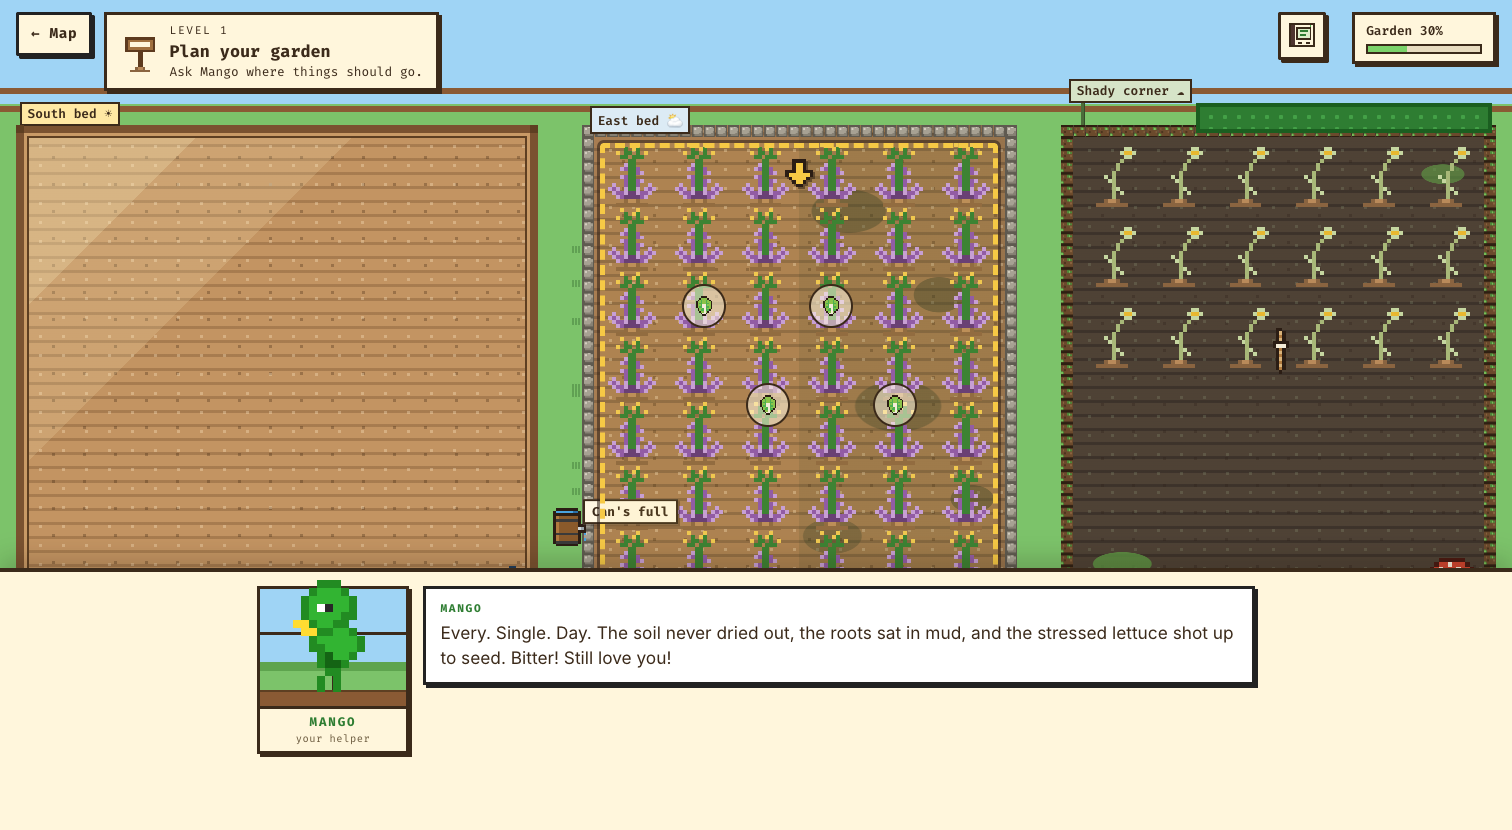 ← Map
LEVEL 1
Plan your garden
Ask Mango where things should go.
Garden 30%
Shady corner ☁
South bed ☀
East bed ⛅
Can's full
MANGO
Every. Single. Day. The soil never dried out, the roots sat in mud, and the stressed lettuce shot up
to seed. Bitter! Still love you!
MANGO
your helper